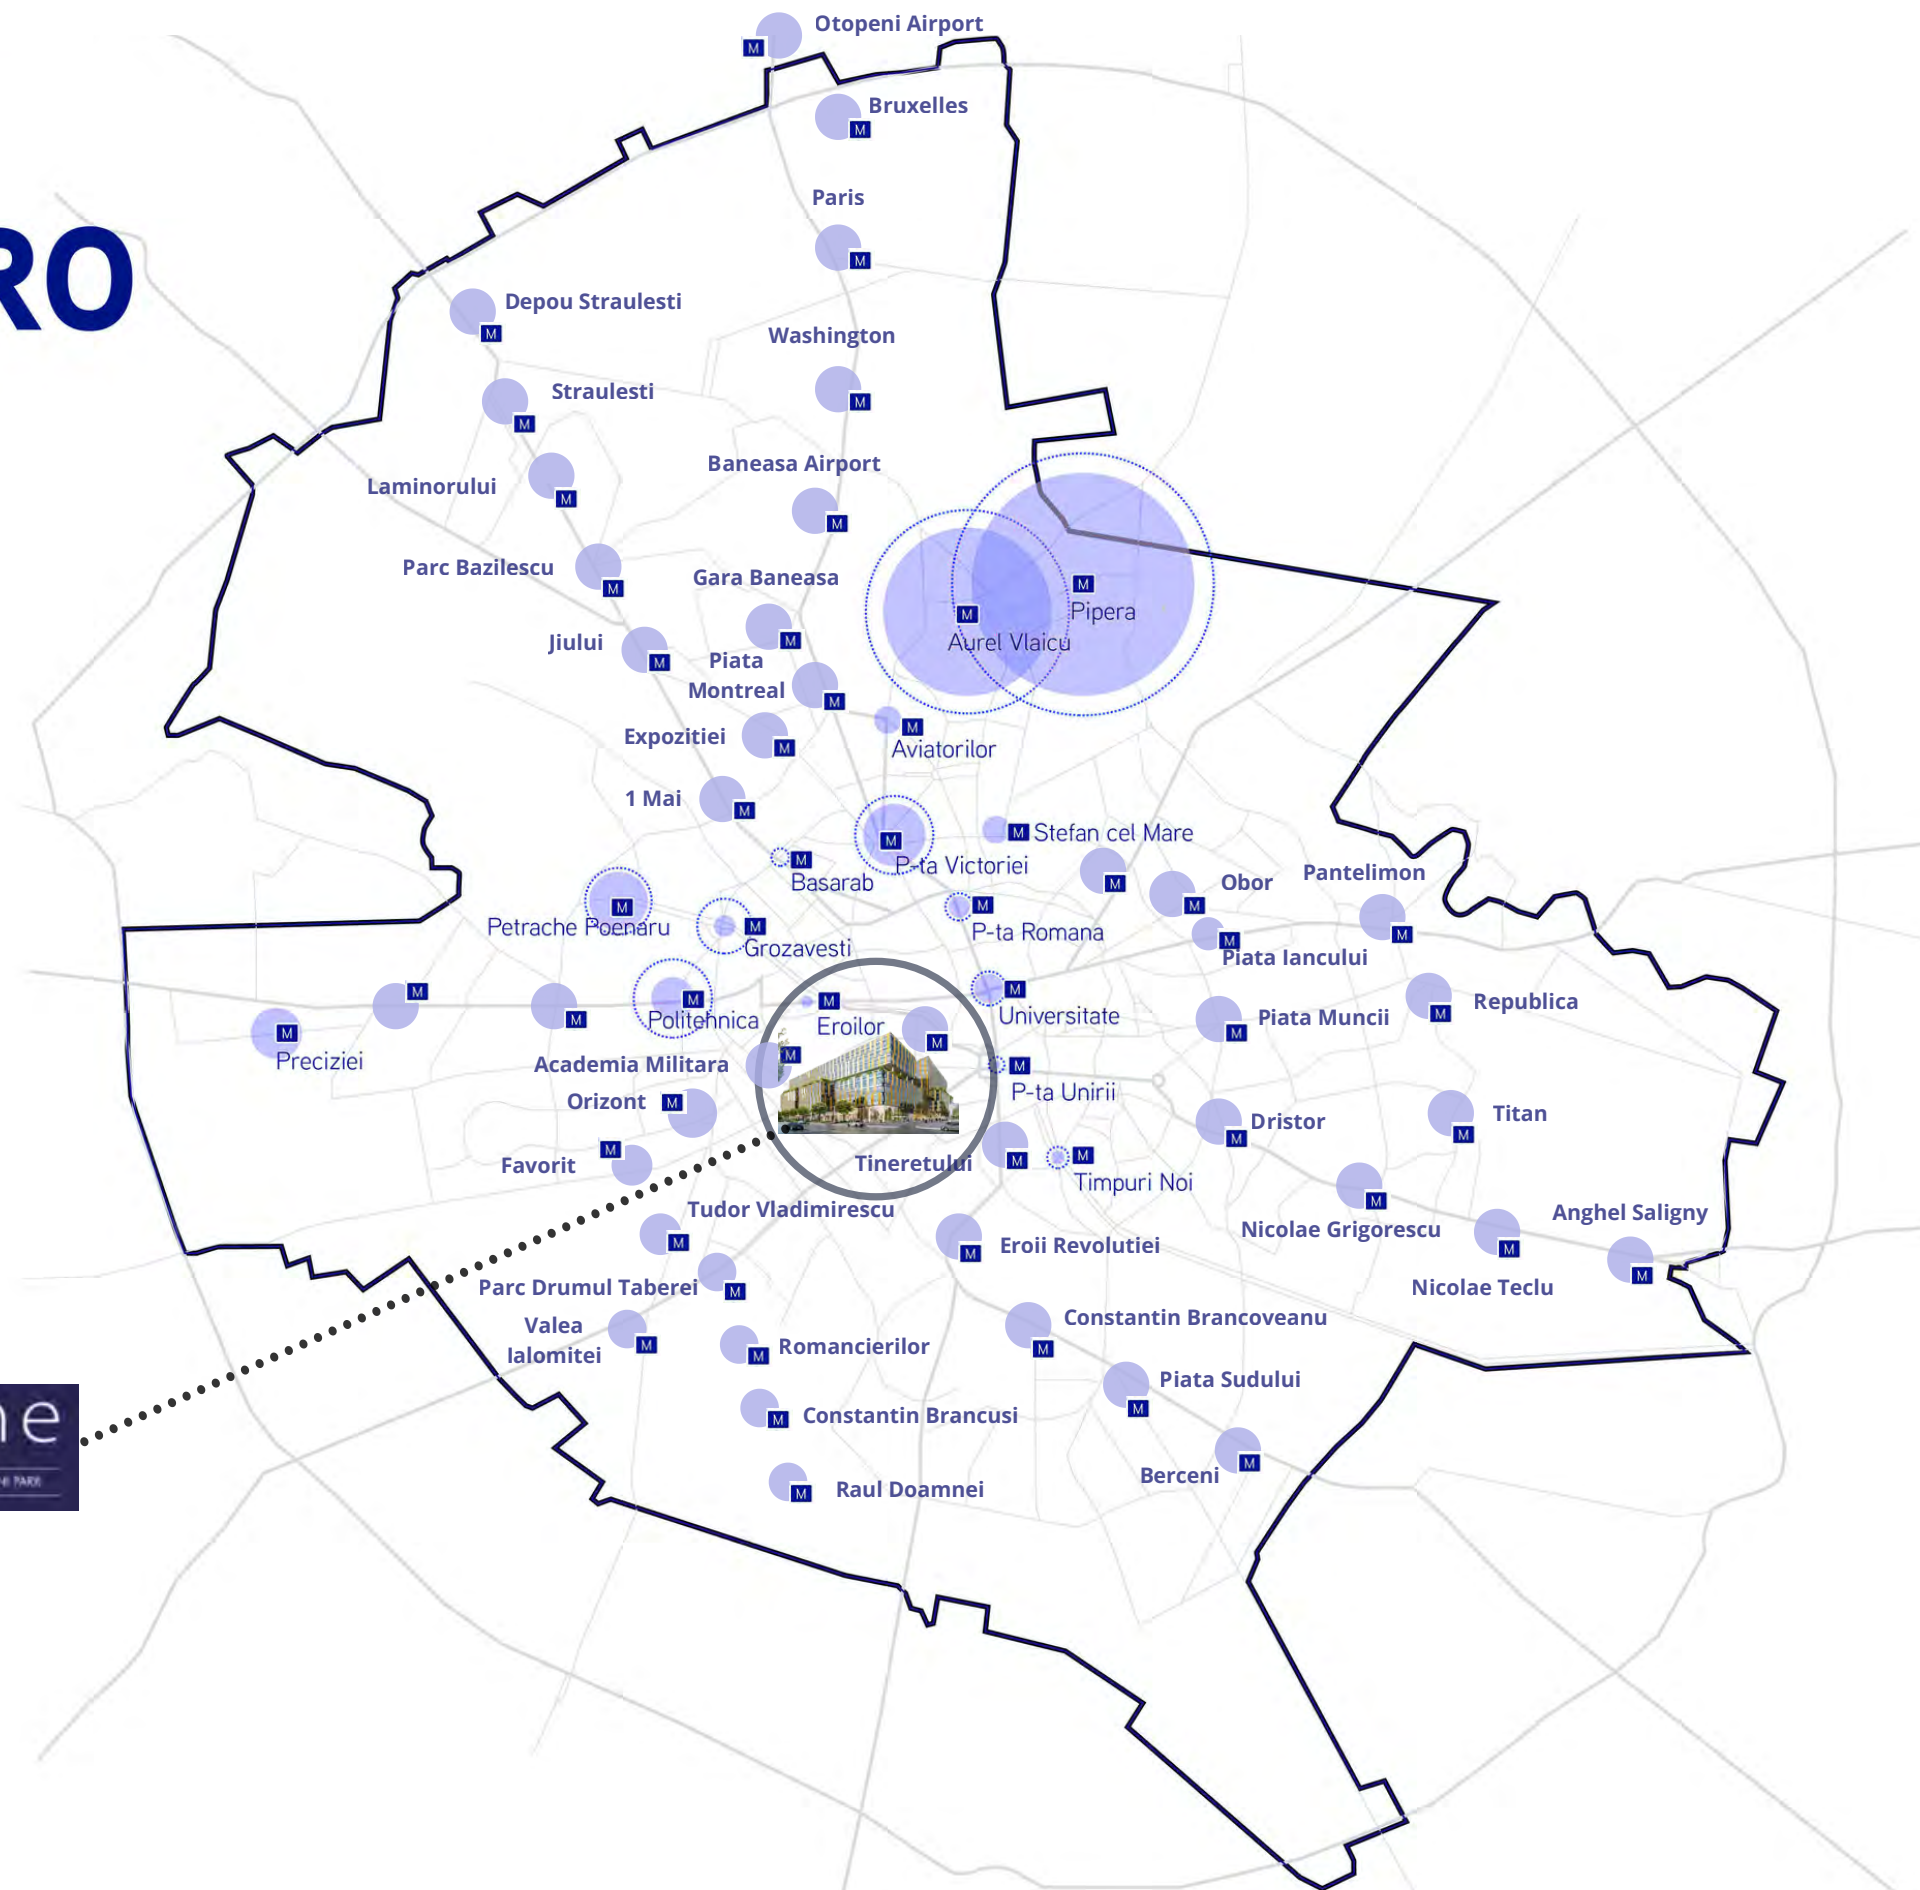 Otopeni Airport
M
Bruxelles
M
Paris
M
RO
Depou Straulesti
M
Washington
M
Straulesti
M
Baneasa Airport
M
Laminorului
M
Parc Bazilescu
M
Gara Baneasa
M
Pipera
M
Aurel Vlaicu
M
Jiului
M
Piata
Montreal
M
Aviatorilor
M
Expozitiei
M
1 Mai
M
Stefan cel Mare
M
P-ta Victoriei
M
Basarab
M
M
Obor
M
Pantelimon
M
Petrache Poenaru
M
Grozavesti
M
P-ta Romana
M
Piata Iancului
M
M
M
Preciziei
M
Politehnica
M
Eroilor
M
Universitate
M
Piata Muncii
M
Republica
M
M
Academia Militara
M
P-ta Unirii
M
Orizont
M
Dristor
M
Titan
M
Favorit
M
Tineretului
M
Timpuri Noi
M
Tudor Vladimirescu
M
Eroii Revolutiei
M
Nicolae Grigorescu
M
Anghel Saligny
M
Nicolae Teclu
M
Parc Drumul Taberei
M
Valea
Ialomitei
M
Romancierilor
M
Constantin Brancoveanu
M
Piata Sudului
M
Constantin Brancusi
M
Berceni
M
Raul Doamnei
M
ne
PARK